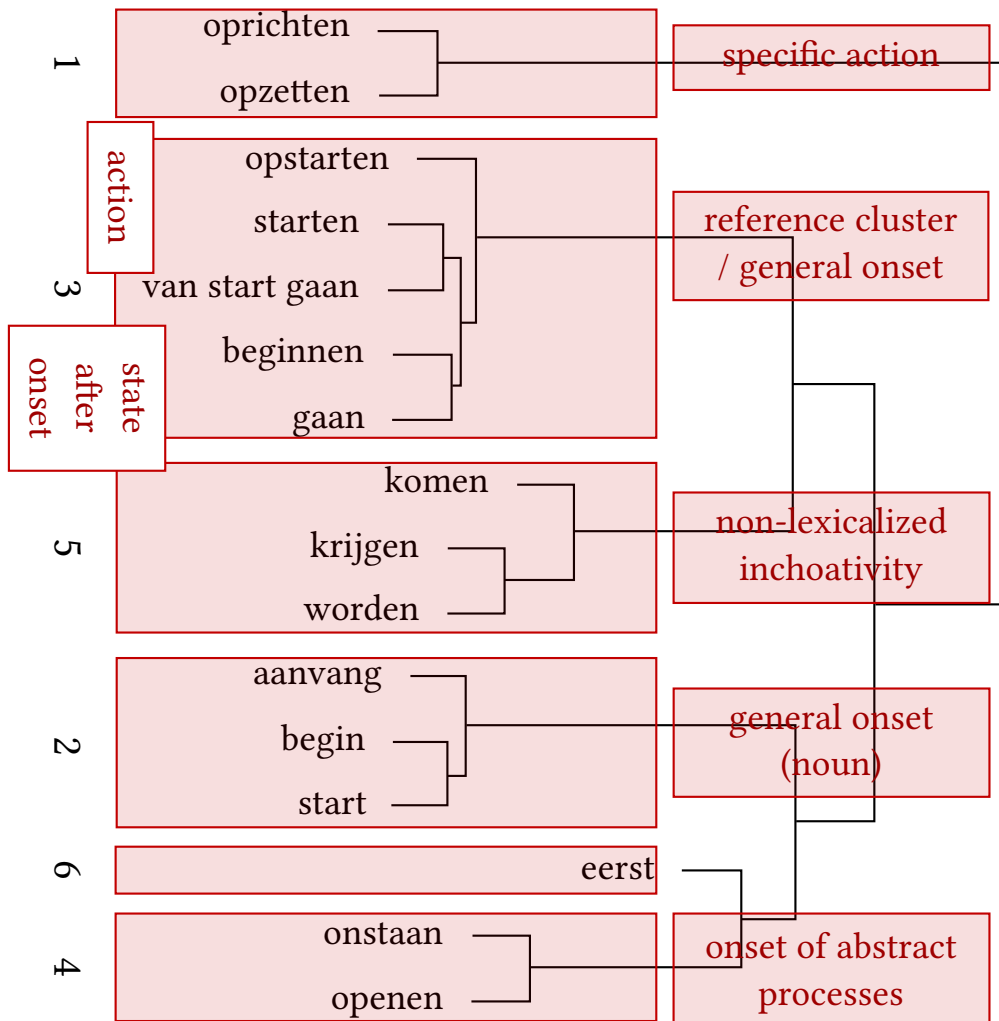 1
oprichten
opzetten
specific action
action
3
opstarten
starten
van start gaan
beginnen
gaan
reference cluster
/ general onset
state
after
onset
5
komen
krijgen
worden
non-lexicalized
inchoativity
2
aanvang
begin
start
general onset
(noun)
6
eerst
4
onstaan
openen
onset of abstract
processes